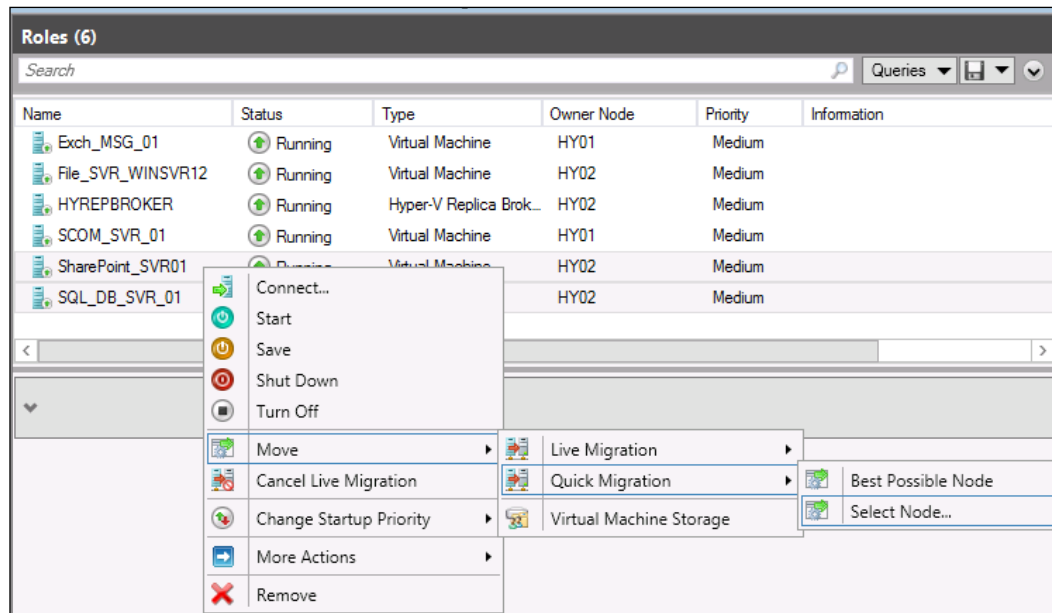 Roles (6)
Search Queries
Name Status Type Owner Node Priority Information
Exch_MSG_01 Running Virtual Machine HY01 Medium
File_SVR_WINSVR12 Running Virtual Machine HY02 Medium
HYREPBROKER Running Hyper-V Replica Brok... HY02 Medium
SCOM_SVR_01 Running Virtual Machine HY01 Medium
SharePoint_SVR01 Running Virtual Machine HY02 Medium
SQL_DB_SVR_01 HY02 Medium
Connect...
Start
Save
Shut Down
Turn Off
Move Live Migration
Cancel Live Migration Quick Migration Best Possible Node
Change Startup Priority Virtual Machine Storage Select Node...
More Actions
Remove